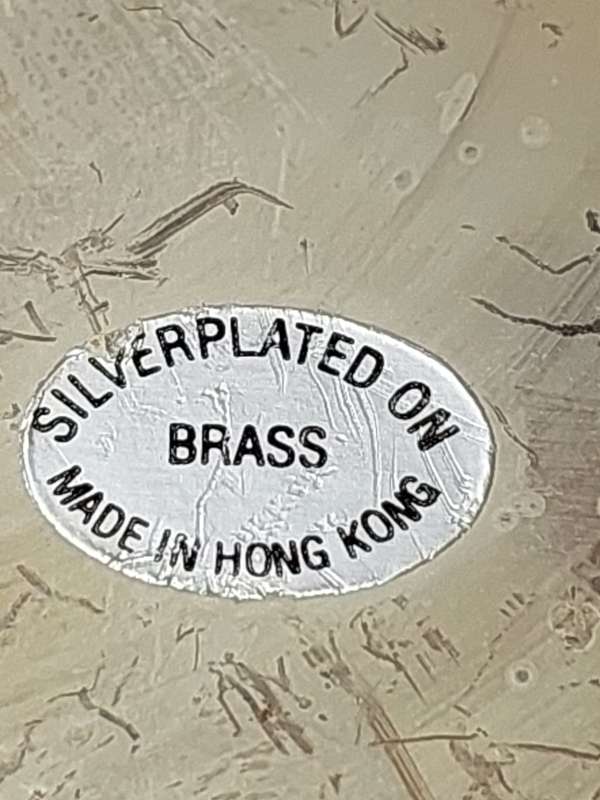 SILVERPLATED ON
BRASS
MADE IN HONG KONG